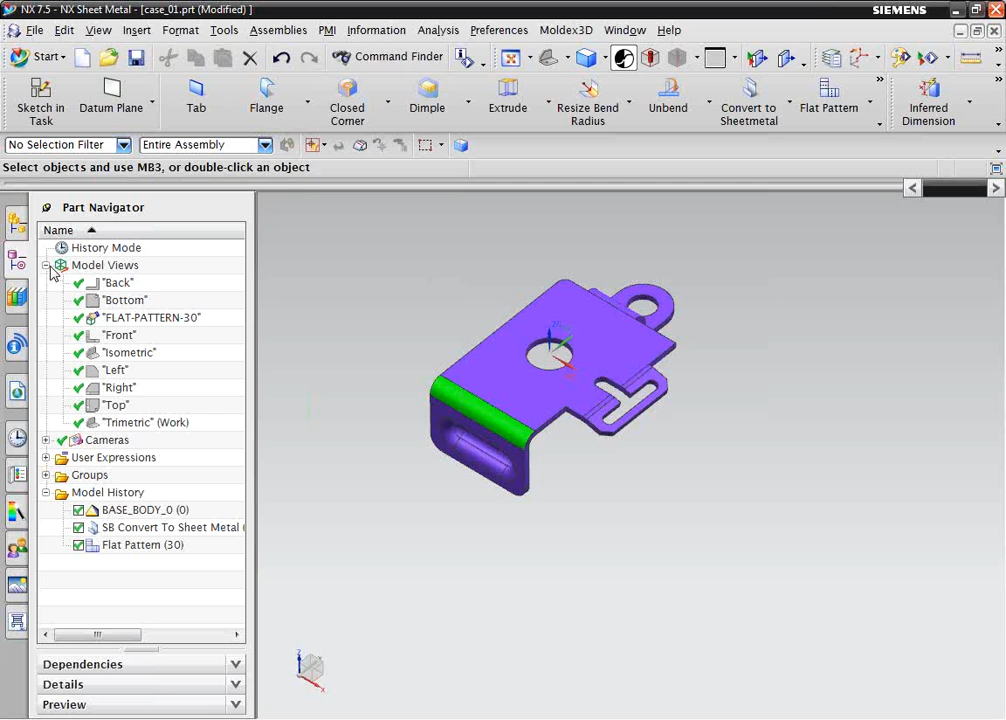 NX 7.5 - NX Sheet Metal - [case_01.prt (Modified) ]
SIEMENS
File Edit View Insert Format Tools Assemblies PMI Information Analysis Preferences Moldex3D Window Help
Start
Command Finder
Sketch in Task
Datum Plane
Tab
Flange
Closed Corner
Dimple
Extrude
Resize Bend Radius
Unbend
Convert to Sheetmetal
Flat Pattern
Inferred Dimension
No Selection Filter
Entire Assembly
Select objects and use MB3, or double-click an object
Part Navigator
Name
History Mode
Model Views
"Back"
"Bottom"
"FLAT-PATTERN-30"
"Front"
"Isometric"
"Left"
"Right"
"Top"
"Trimetric" (Work)
Cameras
User Expressions
Groups
Model History
BASE_BODY_0 (0)
SB Convert To Sheet Metal (
Flat Pattern (30)
Dependencies
Details
Preview
Z
X